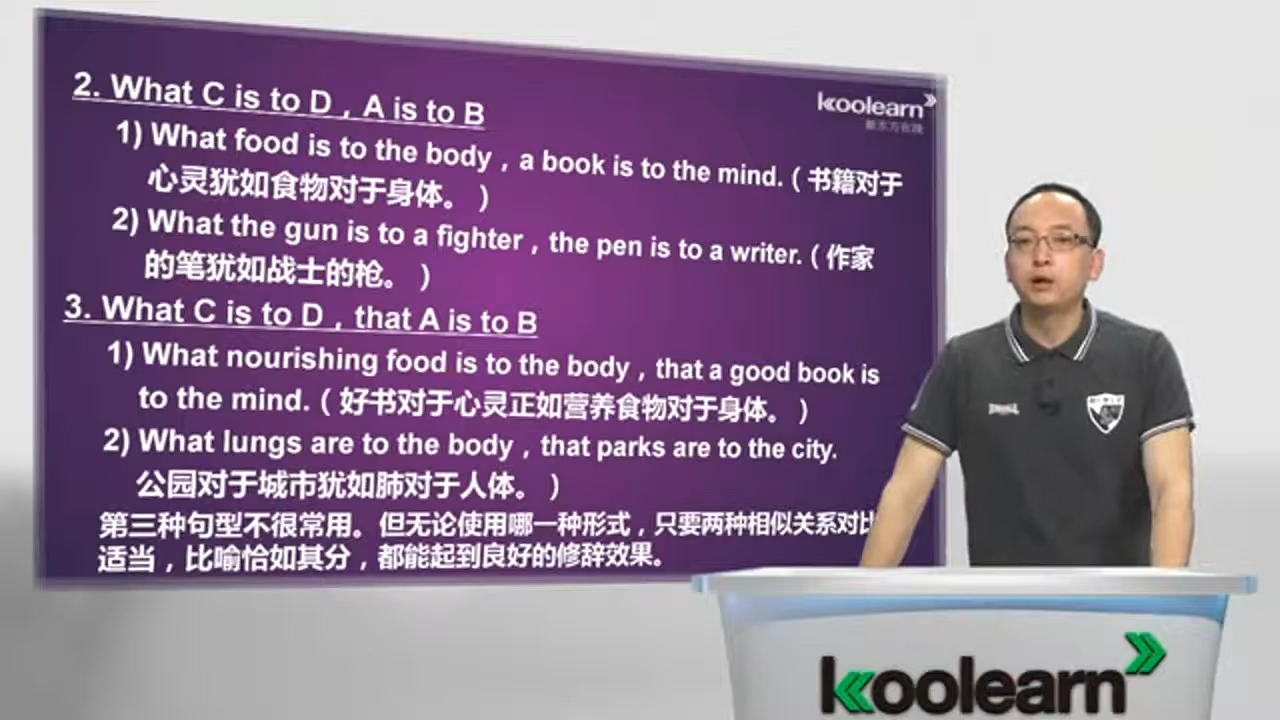 2. What C is to D，A is to B
koolearn
新东方在线
1) What food is to the body，a book is to the mind.（书籍对于
心灵犹如食物对于身体。）
2) What the gun is to a fighter，the pen is to a writer.（作家
的笔犹如战士的枪。）
3. What C is to D，that A is to B
1) What nourishing food is to the body，that a good book is
to the mind.（好书对于心灵正如营养食物对于身体。）
2) What lungs are to the body，that parks are to the city.
公园对于城市犹如肺对于人体。）
第三种句型不很常用。但无论使用哪一种形式，只要两种相似关系对比
适当，比喻恰如其分，都能起到良好的修辞效果。
koolearn